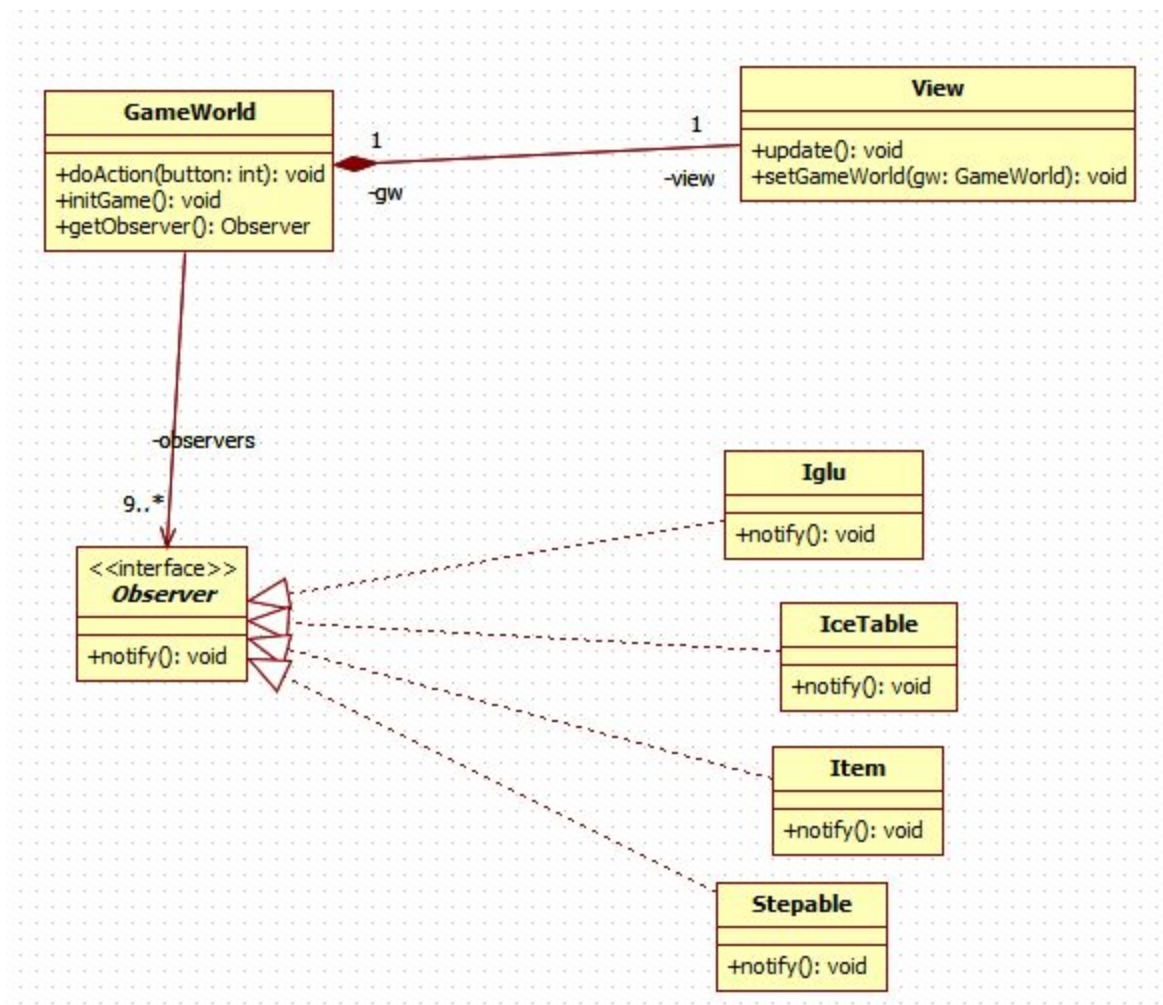 GameWorld
+doAction(button: int): void
+initGame(): void
+getObserver(): Observer
1
-gw
1
-view
View
+update(): void
+setGameWorld(gw: GameWorld): void
-observers
9..*
<<interface>>
Observer
+notify(): void
Iglu
+notify(): void
IceTable
+notify(): void
Item
+notify(): void
Stepable
+notify(): void